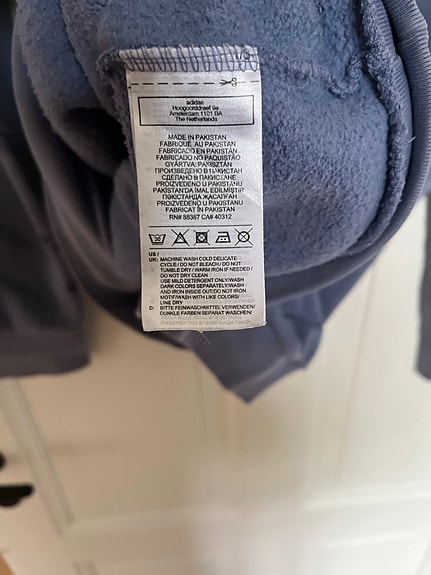 adidas
Hoogoorddreef 9a
Amsterdam 1101 BA
The Netherlands
MADE IN PAKISTAN
FABRIQUÉ AU PAKISTAN
FABRICADO EN PAKISTÁN
FABRICADO NO PAQUISTÃO
GYÁRTVA: PAKISZTÁN
MΠPOЇZBEДEHO B ΠAKИCTAH
СДЕЛАНО В ПАКИСТАНЕ
PROIZVEDENO U PAKISTANU
PAKİSTAN'DA İMAL EDİLMİŞTİR
ПӘКІСТАНДА ЖАСАЛҒАН
PROIZVEDENO U PAKISTANU
FABRICAT ÎN PAKISTAN
RN# 88387 CA# 40312
30
US /
UK: MACHINE WASH COLD DELICATE
CYCLE/ DO NOT BLEACH/ DO NOT
TUMBLE DRY / WARM IRON IF NEEDED /
DO NOT DRY CLEAN
USE MILD DETERGENT ONLY/WASH
DARK COLORS SEPARATELY/WASH
AND IRON INSIDE OUT/DO NOT IRON
MOTIF/WASH WITH LIKE COLORS/
LINE DRY
D: BITTE FEINWASCHMITTEL VERWENDEN/
DUNKLE FARBEN SEPARAT WASCHEN/